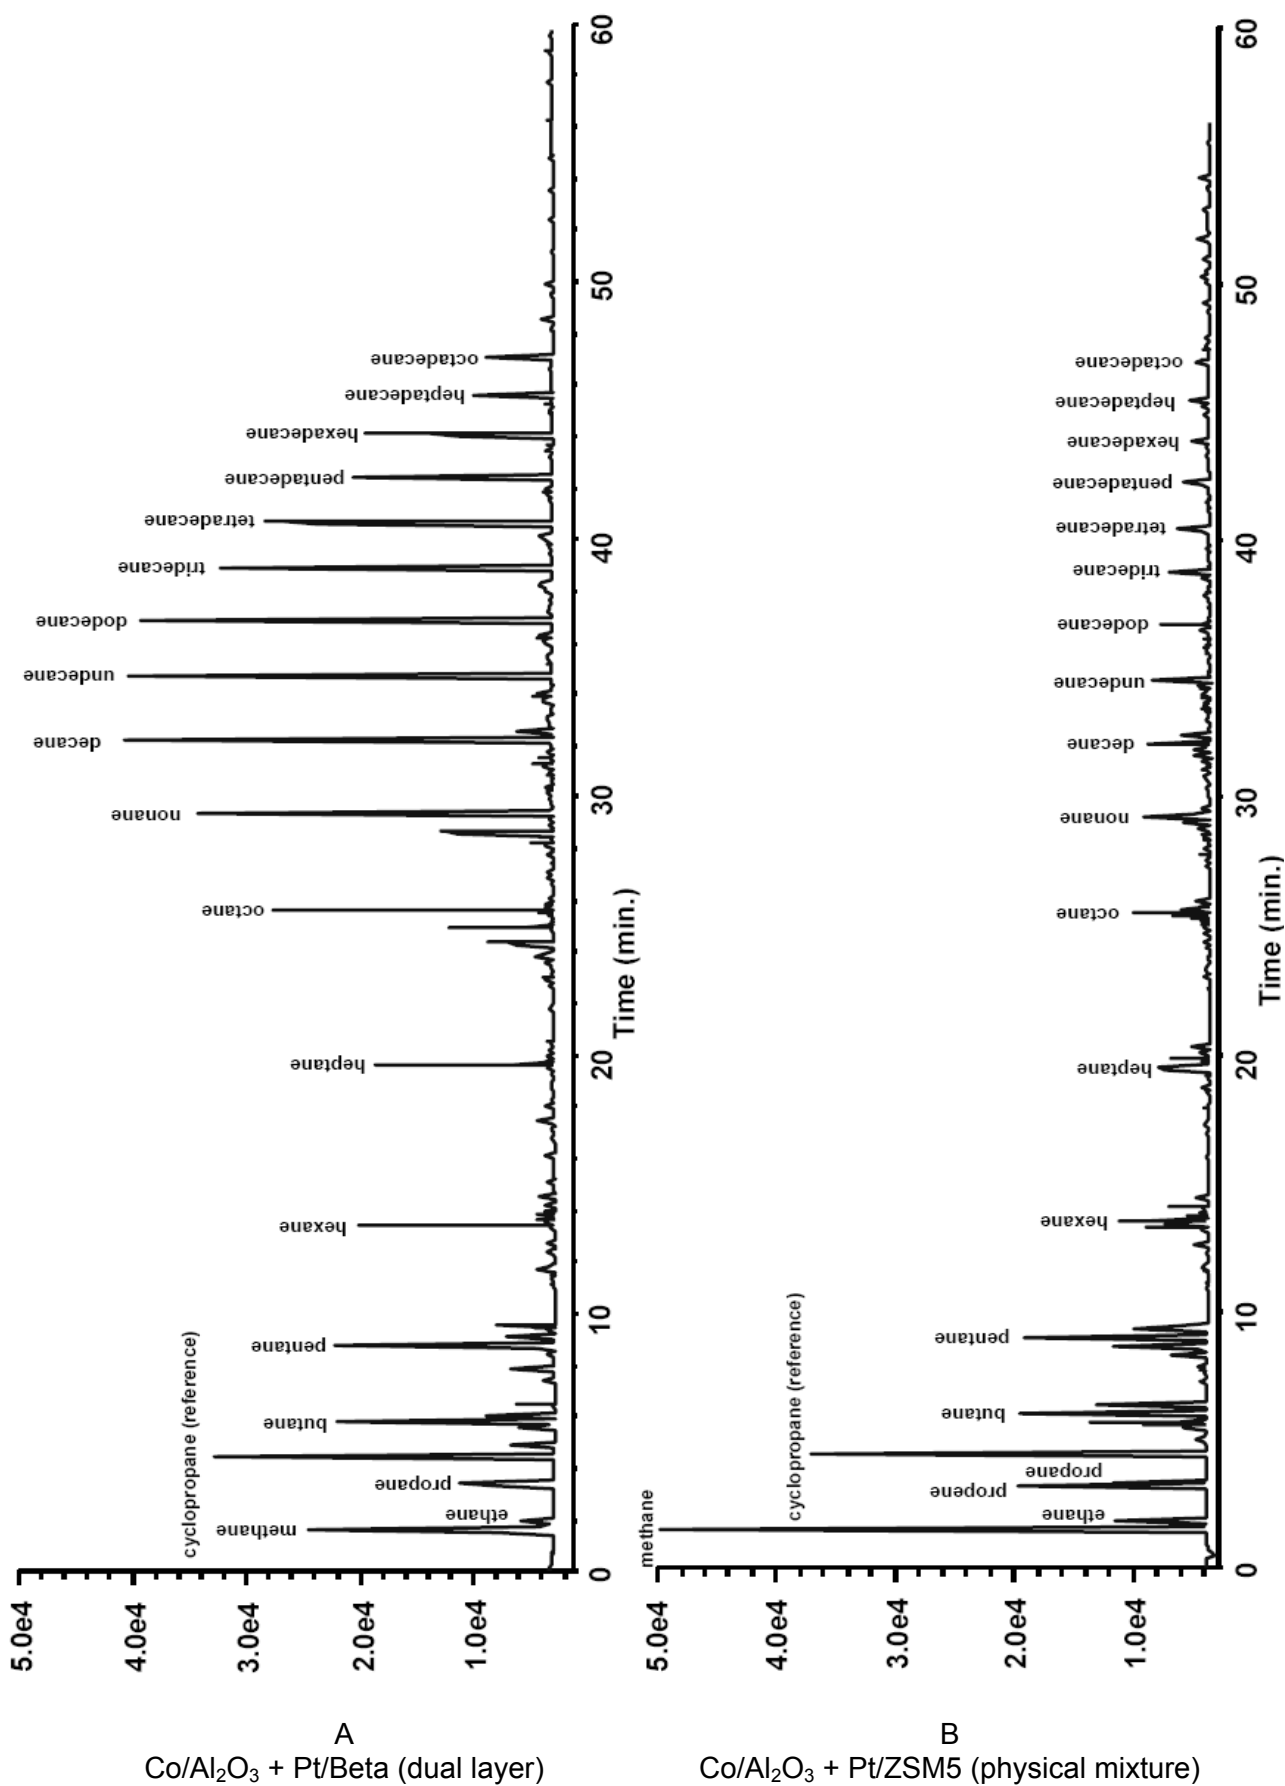 5.0e4
4.0e4
3.0e4
2.0e4
1.0e4
0
10
20
30
40
50
60
Time (min.)
methane
ethane
propane
cyclopropane (reference)
butane
pentane
hexane
heptane
octane
nonane
decane
undecane
dodecane
tridecane
tetradecane
pentadecane
hexadecane
heptadecane
octadecane
A
Co/Al₂O₃ + Pt/Beta (dual layer)
5.0e4
4.0e4
3.0e4
2.0e4
1.0e4
0
10
20
30
40
50
60
Time (min.)
methane
ethane
propene
propane
cyclopropane (reference)
butane
pentane
hexane
heptane
octane
nonane
decane
undecane
dodecane
tridecane
tetradecane
pentadecane
hexadecane
heptadecane
octadecane
B
Co/Al₂O₃ + Pt/ZSM5 (physical mixture)